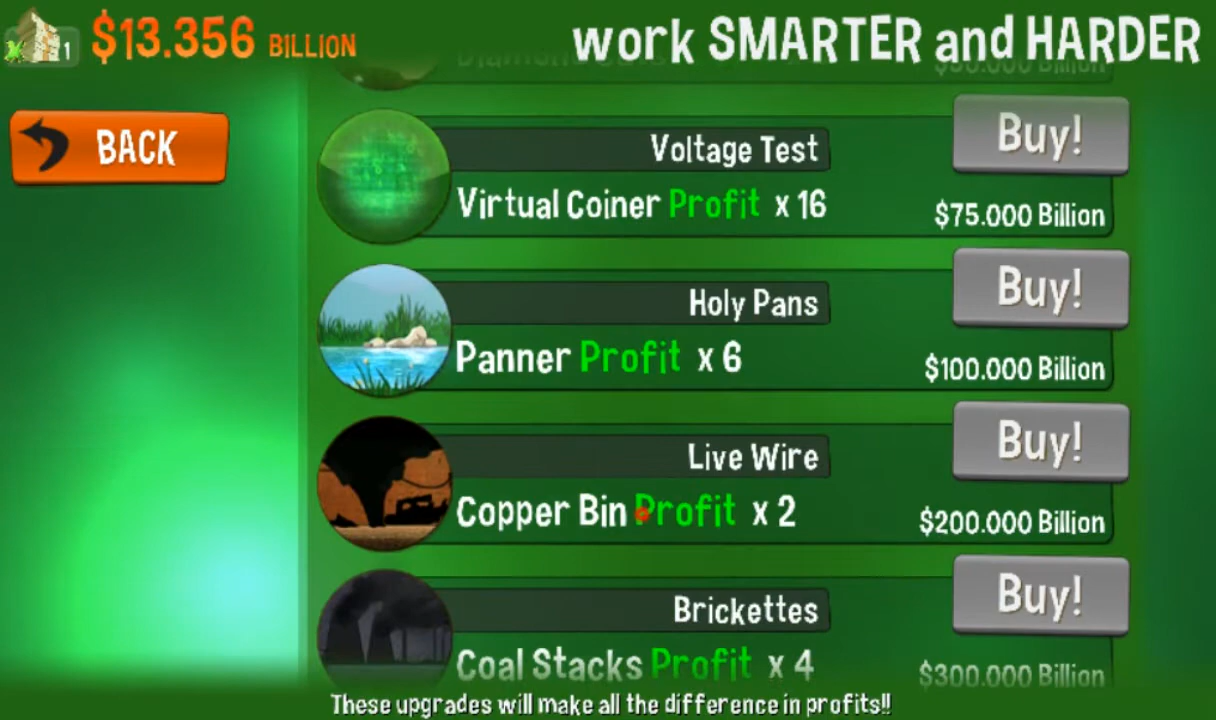 1 $13.356 BILLION
work SMARTER and HARDER
BACK
Voltage Test
Buy!
Virtual Coiner Profit x 16
$75.000 Billion
Holy Pans
Buy!
Panner Profit x 6
$100.000 Billion
Live Wire
Buy!
Copper Bin Profit x 2
$200.000 Billion
Brickettes
Buy!
Coal Stacks Profit x 4
$300.000 Billion
These upgrades will make all the difference in profits!!